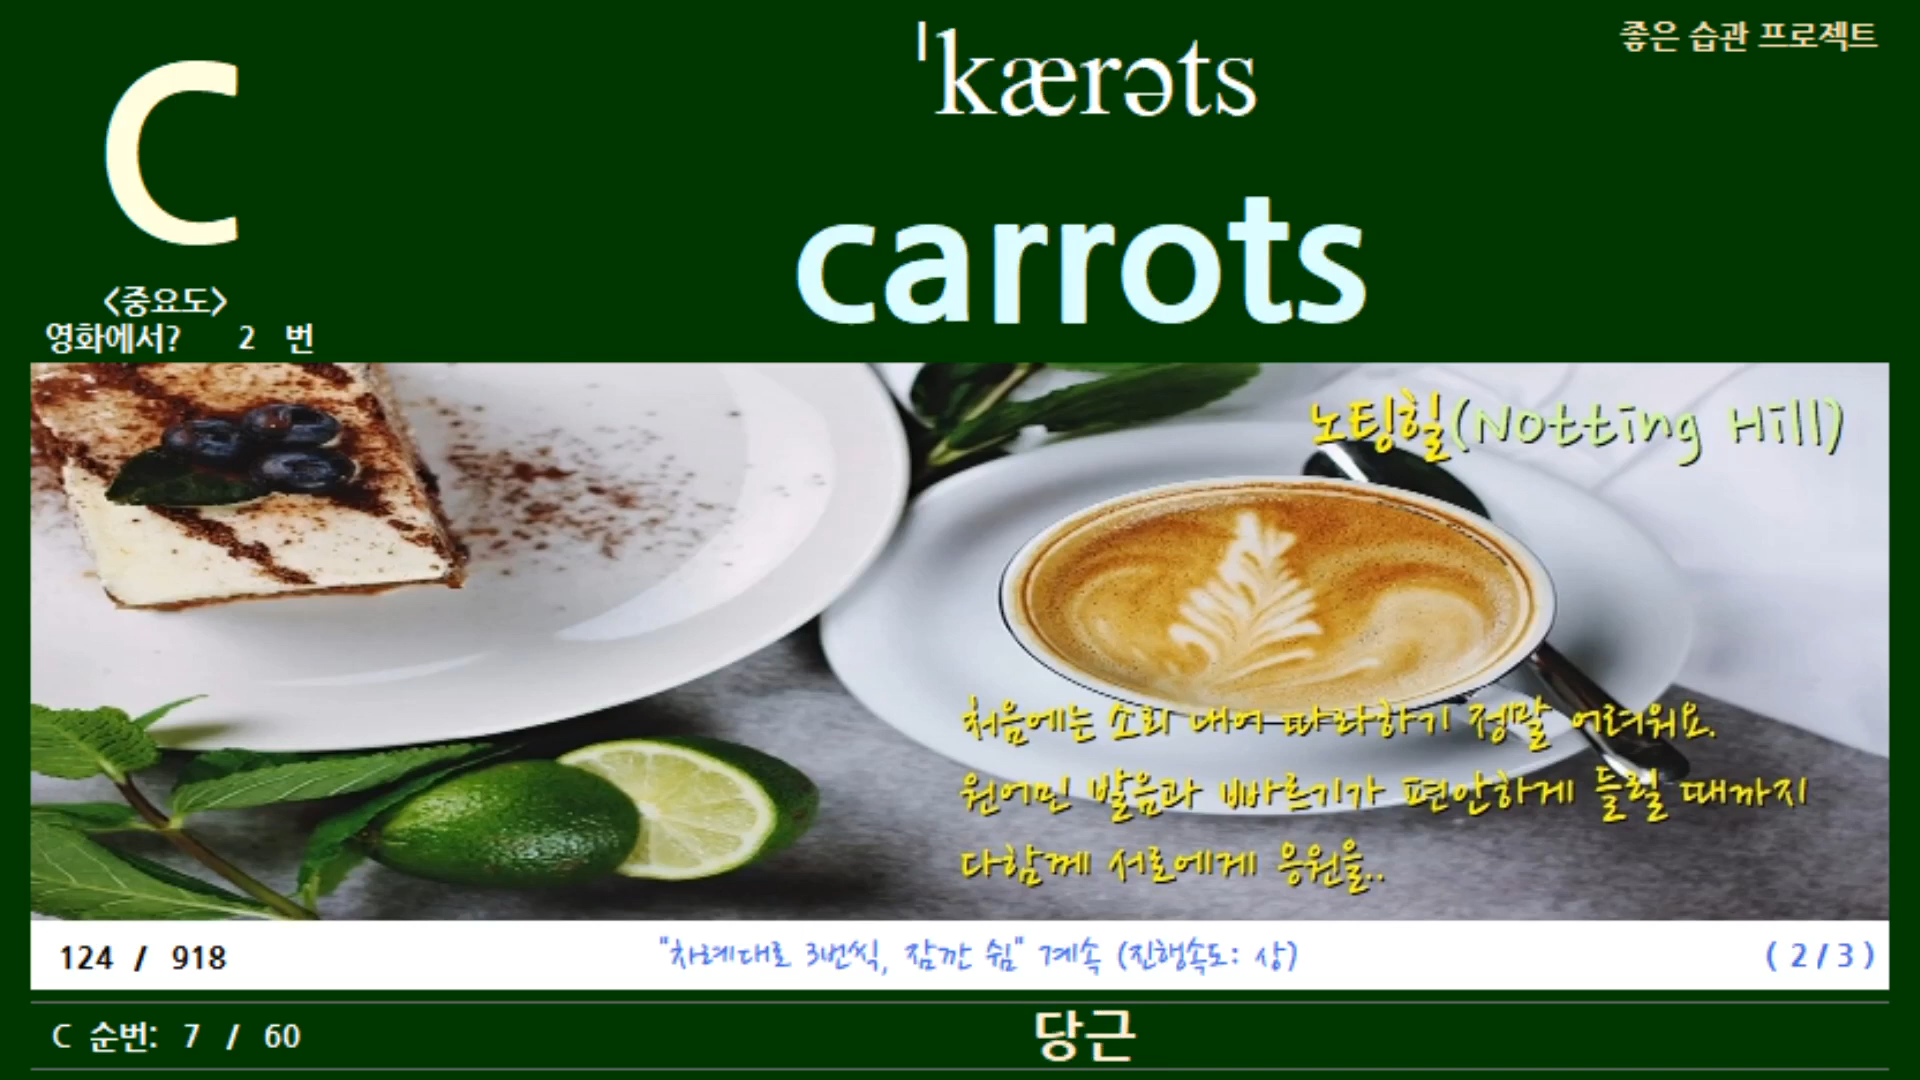 좋은 습관 프로젝트
C
ˈkærəts
carrots
<중요도>
영화에서? 2 번
노팅힐(Notting Hill)
처음에는 소리 내어 따라하기 정말 어려워요.
원어민 발음과 빠르기가 편안하게 들릴 때까지
다함께 서로에게 응원을..
124 / 918
"차례대로 3번씩, 잠깐 쉼" 계속 (진행속도: 상)
( 2 / 3 )
C 순번: 7 / 60
당근